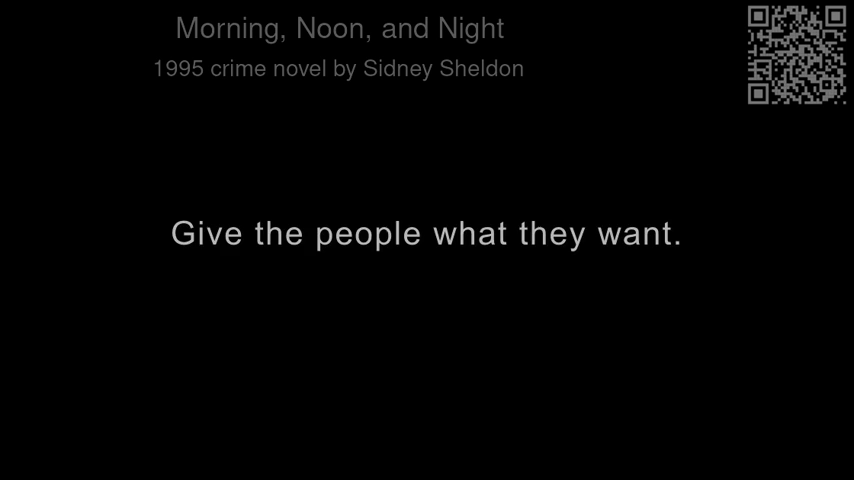 Morning, Noon, and Night
1995 crime novel by Sidney Sheldon
Give the people what they want.